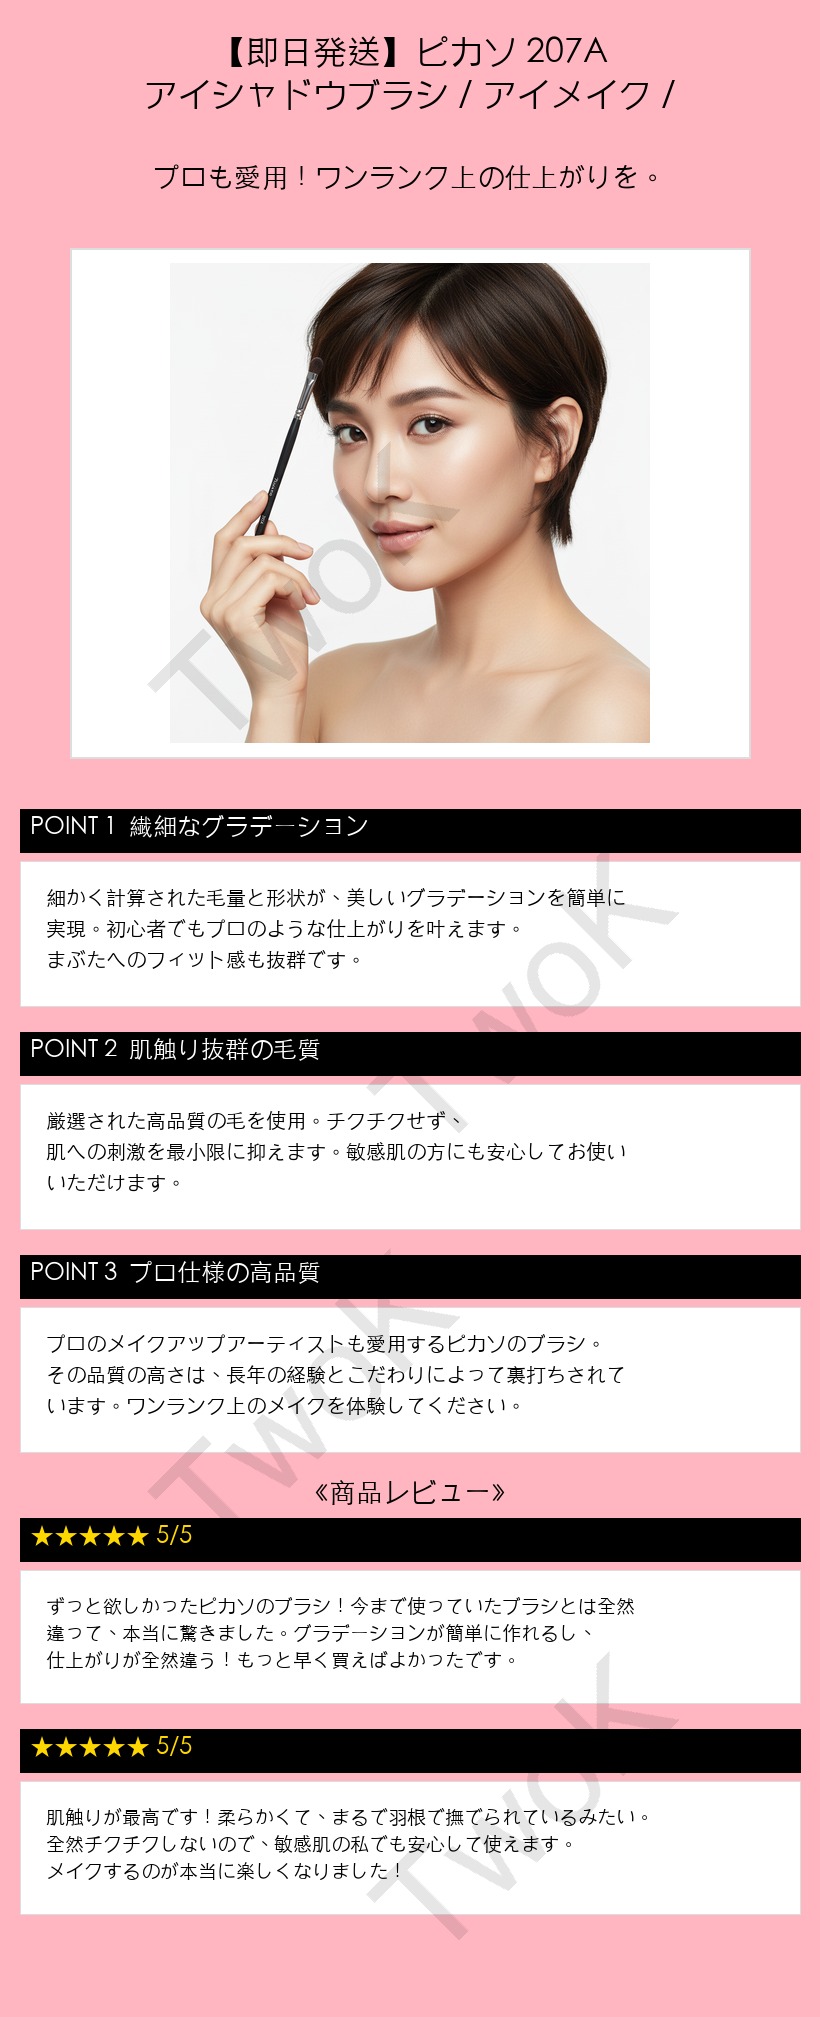 【即日発送】ピカソ 207A
アイシャドウブラシ / アイメイク /
プロも愛用！ワンランク上の仕上がりを。
TwoK
POINT 1 繊細なグラデーション
細かく計算された毛量と形状が、美しいグラデーションを簡単に
実現。初心者でもプロのような仕上がりを叶えます。
まぶたへのフィット感も抜群です。
TwoK
POINT 2 肌触り抜群の毛質
厳選された高品質の毛を使用。チクチクせず、
肌への刺激を最小限に抑えます。敏感肌の方にも安心してお使い
いただけます。
POINT 3 プロ仕様の高品質
プロのメイクアップアーティストも愛用するピカソのブラシ。
その品質の高さは、長年の経験とこだわりによって裏打ちされて
います。ワンランク上のメイクを体験してください。
TwoK
《商品レビュー》
★★★★★ 5/5
ずっと欲しかったピカソのブラシ！今まで使っていたブラシとは全然
違って、本当に驚きました。グラデーションが簡単に作れるし、
仕上がりが全然違う！もっと早く買えばよかったです。
★★★★★ 5/5
肌触りが最高です！柔らかくて、まるで羽根で撫でられているみたい。
全然チクチクしないので、敏感肌の私でも安心して使えます。
メイクするのが本当に楽しくなりました！
TwoK